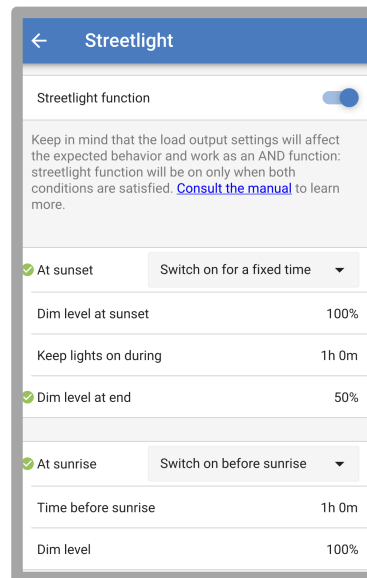 Streetlight
Streetlight function
Keep in mind that the load output settings will affect
the expected behavior and work as an AND function:
streetlight function will be on only when both
conditions are satisfied. Consult the manual to learn
more.
At sunset Switch on for a fixed time
Dim level at sunset 100%
Keep lights on during 1h 0m
Dim level at end 50%
At sunrise Switch on before sunrise
Time before sunrise 1h 0m
Dim level 100%